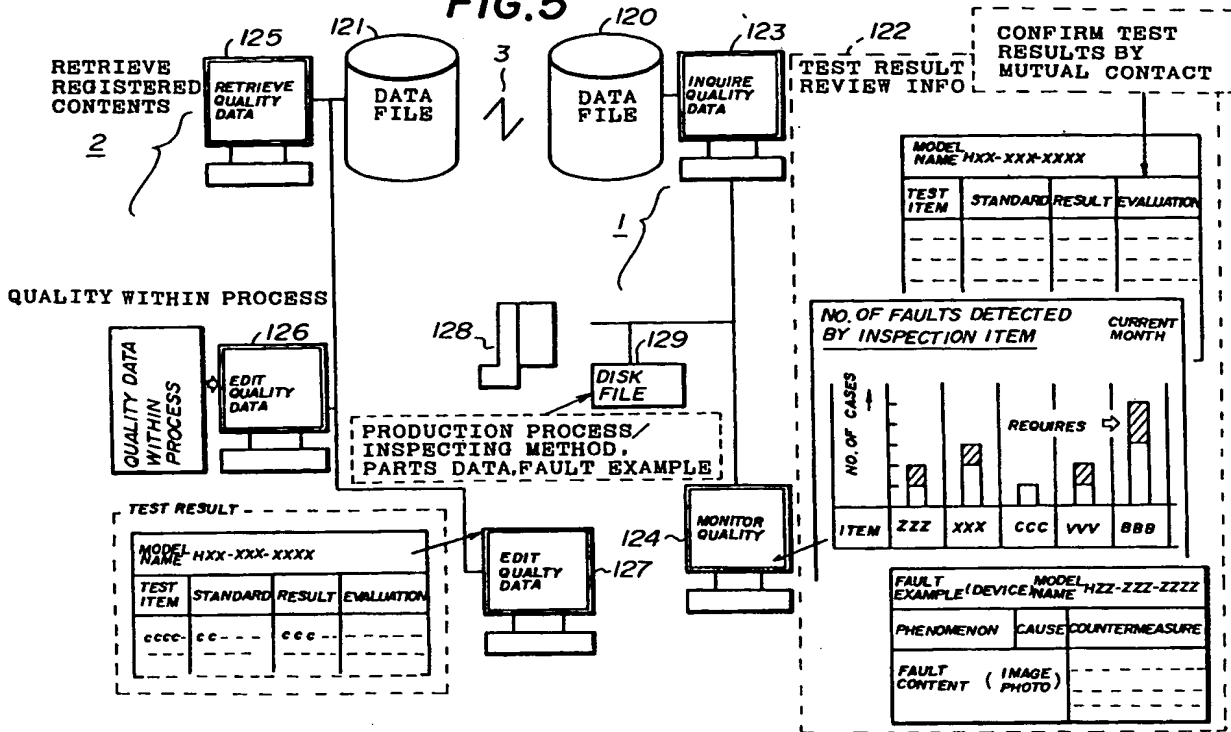 FIG.5
125
121
3
120
123
122
CONFIRM TEST
RESULTS BY
MUTUAL CONTACT
RETRIEVE
REGISTERED
CONTENTS
2
RETRIEVE
QUALITY
DATA
DATA
FILE
DATA
FILE
INQUIRE
QUALITY
DATA
TEST RESULT
REVIEW INFO
MODEL
NAME HXX-XXX-XXXX
TEST
ITEM
STANDARD
RESULT
EVALUATION
1
QUALITY WITHIN PROCESS
126
QUALITY DATA
WITHIN
PROCESS
EDIT
QUALITY
DATA
128
129
DISK
FILE
PRODUCTION PROCESS/
INSPECTING METHOD.
PARTS DATA,FAULT EXAMPLE
NO. OF FAULTS DETECTED
BY INSPECTION ITEM
CURRENT
MONTH
NO. OF CASES
REQUIRES
ITEM
ZZZ
XXX
CCC
VVV
BBB
TEST RESULT
MODEL
NAME HXX-XXX-XXXX
TEST
ITEM
STANDARD
RESULT
EVALUATION
cccc
cc
ccc
EDIT
QUALTY
DATA
127
124
MONITOR
QUALITY
FAULT
EXAMPLE
(DEVICE)
MODEL
NAME
HZZ-ZZZ-ZZZZ
PHENOMENON
CAUSE
COUNTERMEASURE
FAULT
CONTENT
( IMAGE
PHOTO )